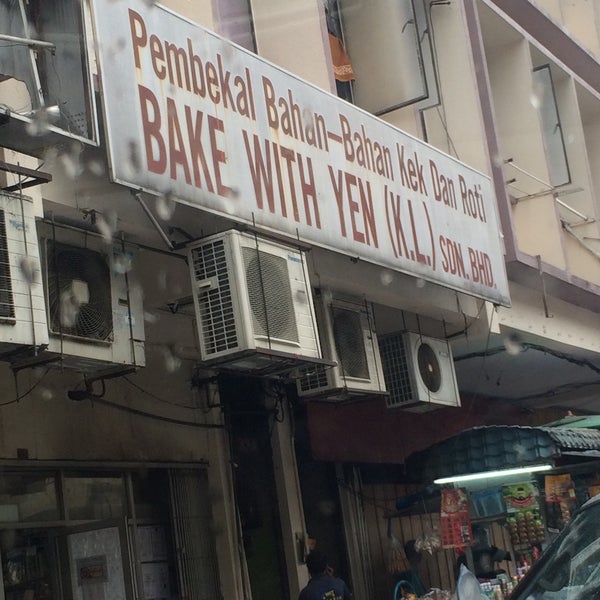 Pembekal Bahan-Bahan Kek Dan Roti
BAKE WITH YEN (K.L.) SDN. BHD.